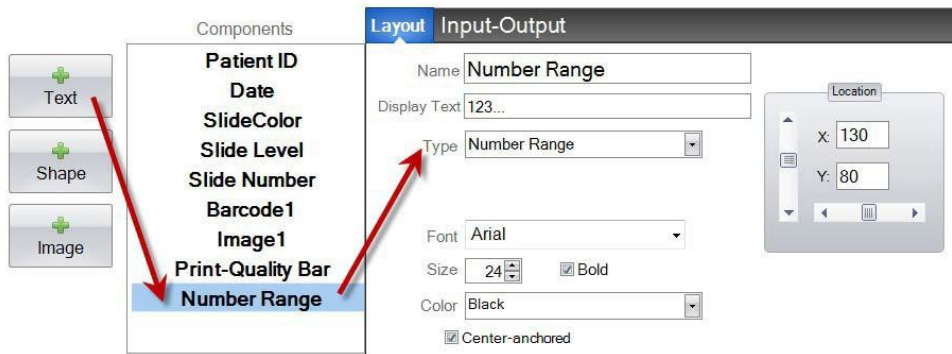 Components
Layout Input-Output
Text
Shape
Image
Patient ID
Date
SlideColor
Slide Level
Slide Number
Barcode1
Image1
Print-Quality Bar
Number Range
Name Number Range
Display Text 123...
Type Number Range
Font Arial
Size 24 Bold
Color Black
Center-anchored
Location
X: 130
Y: 80